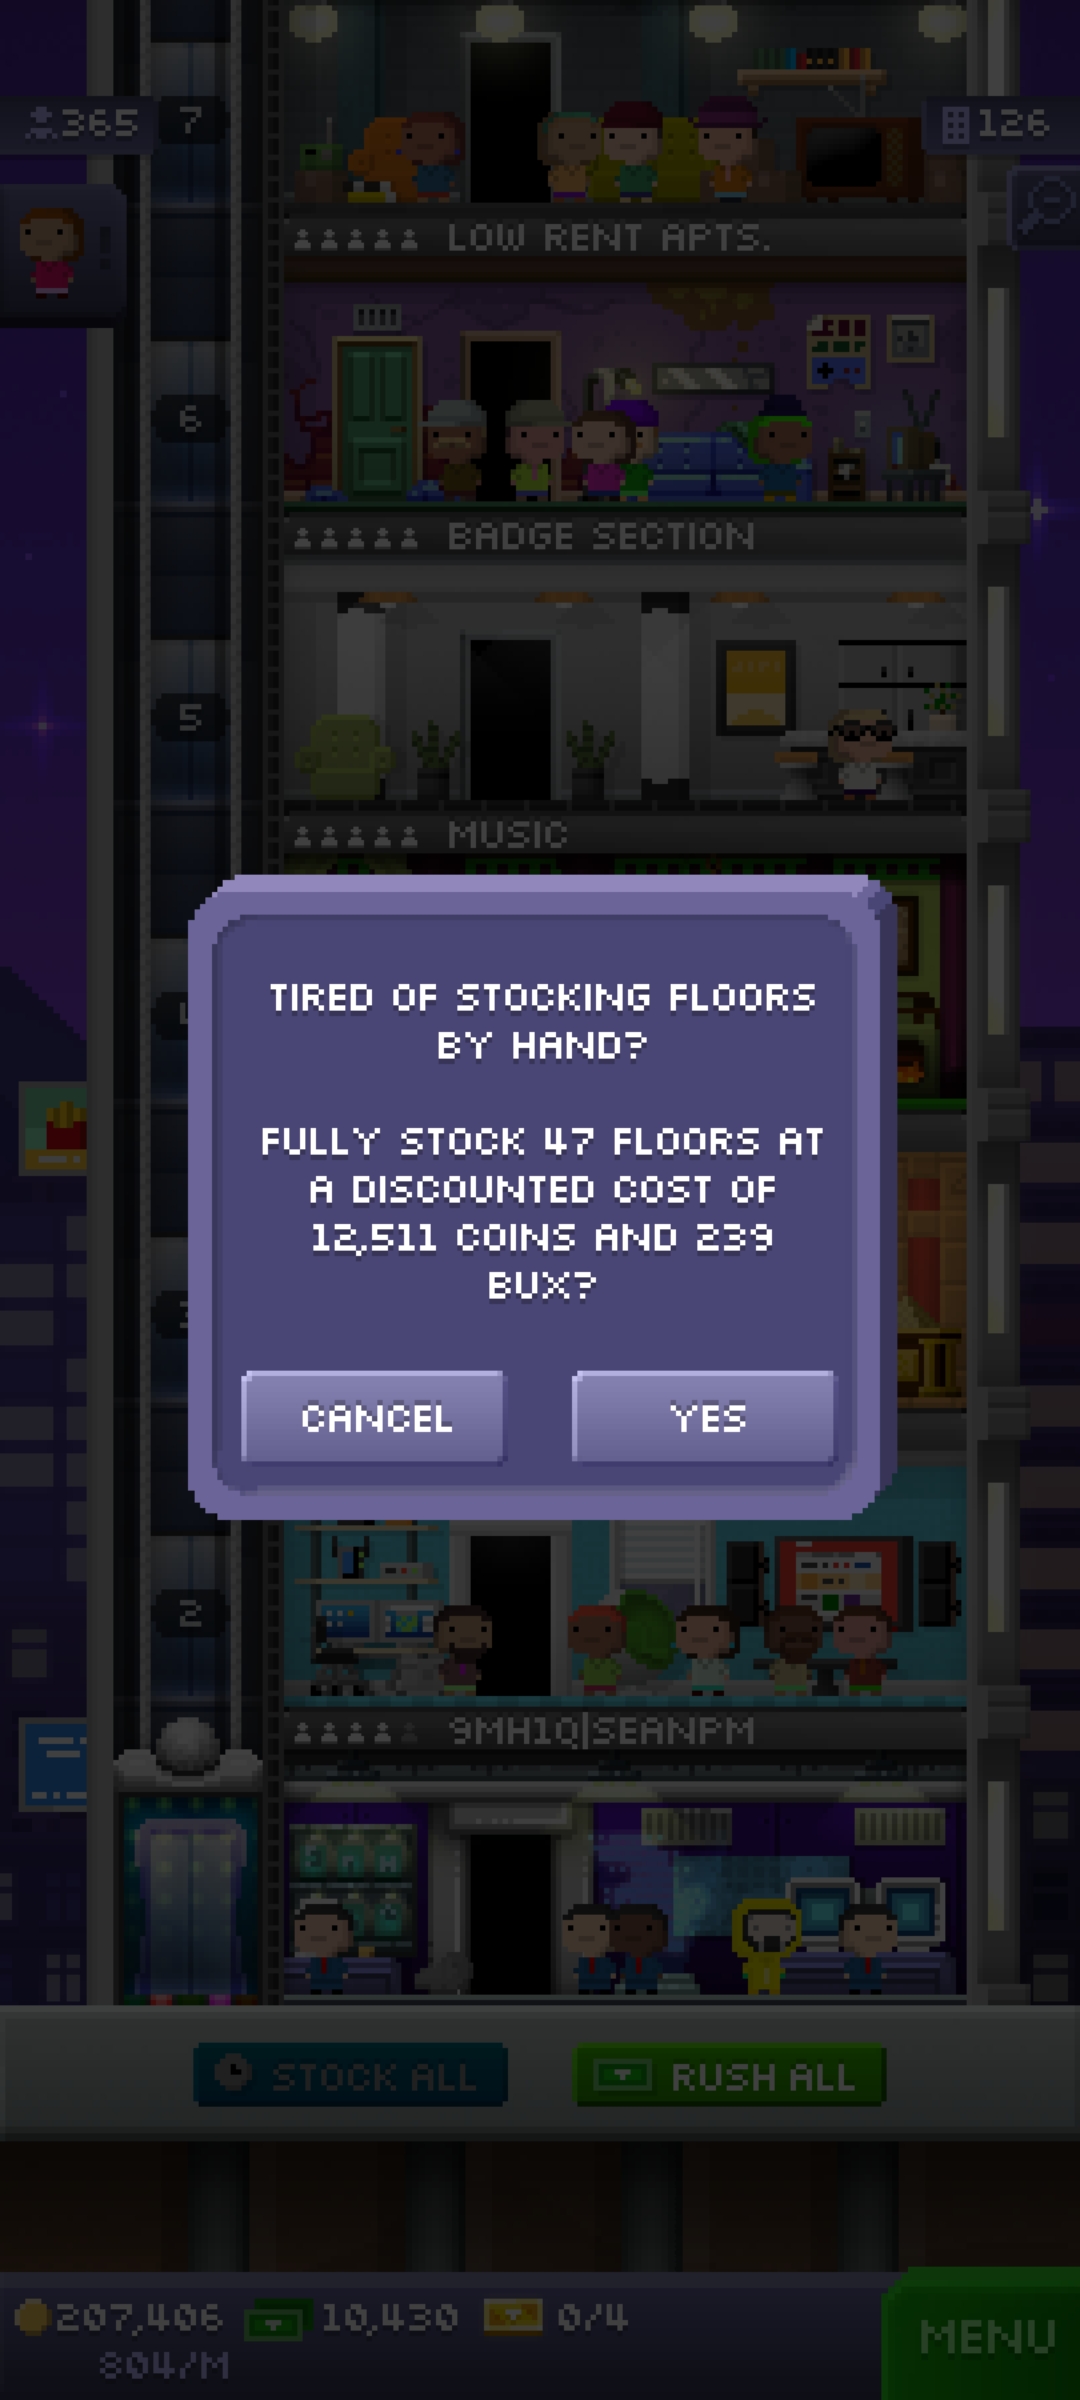 365
7
126
LOW RENT APTS.
6
BADGE SECTION
5
MUSIC
TIRED OF STOCKING FLOORS
BY HAND?
FULLY STOCK 47 FLOORS AT
A DISCOUNTED COST OF
12,511 COINS AND 239
BUX?
CANCEL
YES
2
9MH1Q|SEANPM
STOCK ALL
RUSH ALL
207,406
10,430
0/4
804/M
MENU